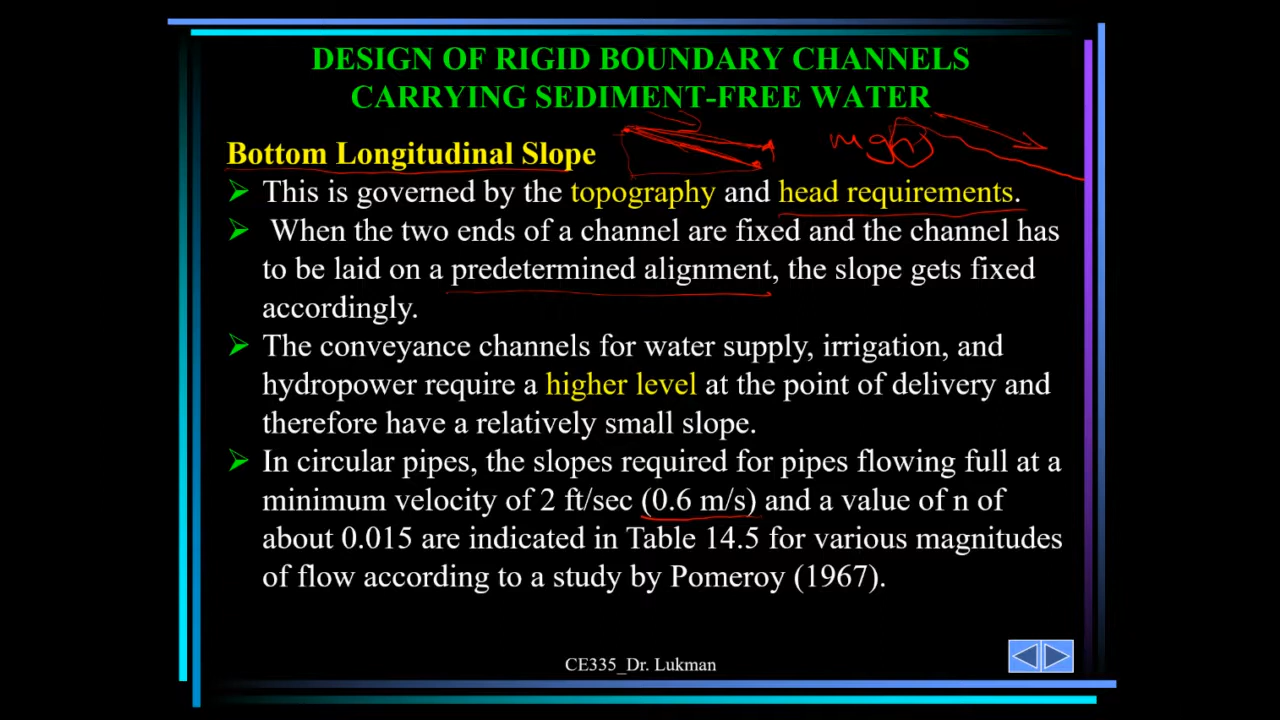 DESIGN OF RIGID BOUNDARY CHANNELS
CARRYING SEDIMENT-FREE WATER
Bottom Longitudinal Slope
mgh
➢ This is governed by the topography and head requirements.
➢ When the two ends of a channel are fixed and the channel has
to be laid on a predetermined alignment, the slope gets fixed
accordingly.
➢ The conveyance channels for water supply, irrigation, and
hydropower require a higher level at the point of delivery and
therefore have a relatively small slope.
➢ In circular pipes, the slopes required for pipes flowing full at a
minimum velocity of 2 ft/sec (0.6 m/s) and a value of n of
about 0.015 are indicated in Table 14.5 for various magnitudes
of flow according to a study by Pomeroy (1967).
CE335_Dr. Lukman